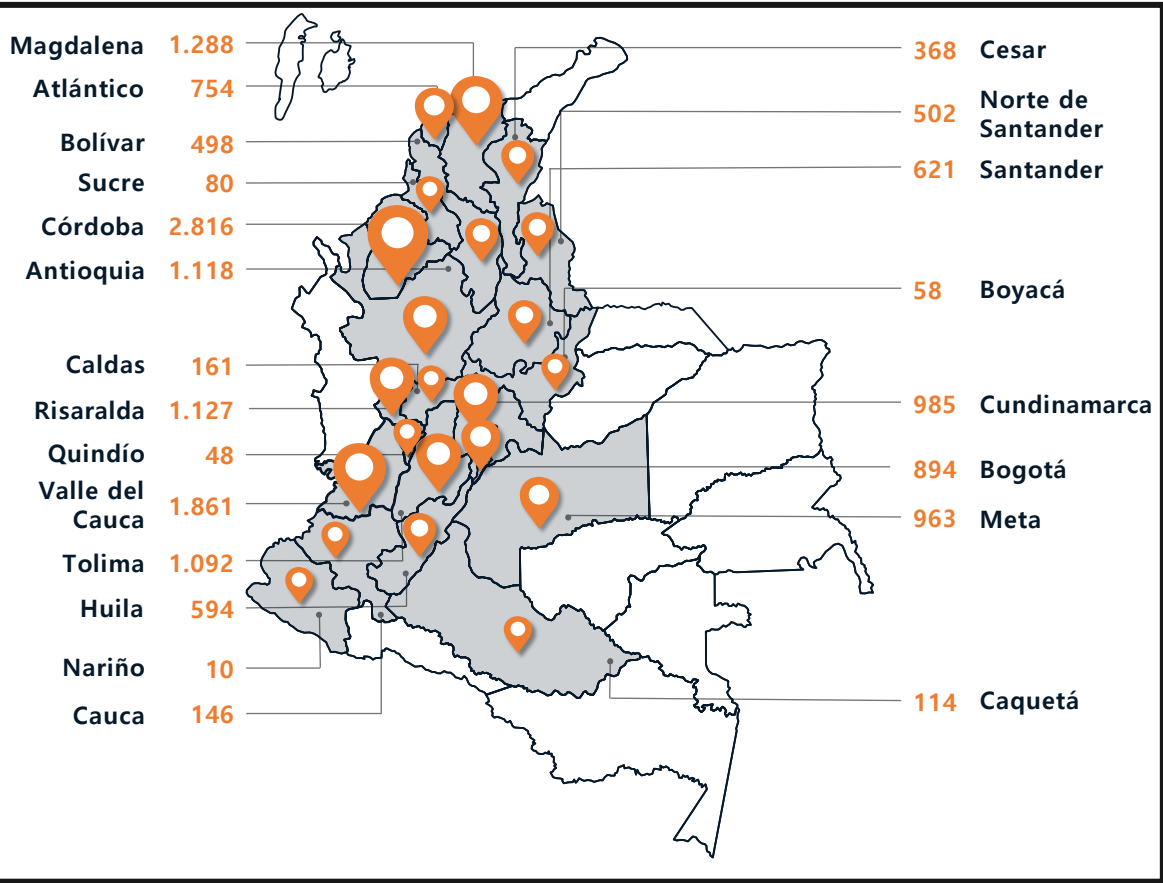 Magdalena 1.288
Atlántico 754
Bolívar 498
Sucre 80
Córdoba 2.816
Antioquia 1.118
Caldas 161
Risaralda 1.127
Quindío 48
Valle del
Cauca 1.861
Tolima 1.092
Huila 594
Nariño 10
Cauca 146
368 Cesar
502 Norte de
Santander
621 Santander
58 Boyacá
985 Cundinamarca
894 Bogotá
963 Meta
114 Caquetá